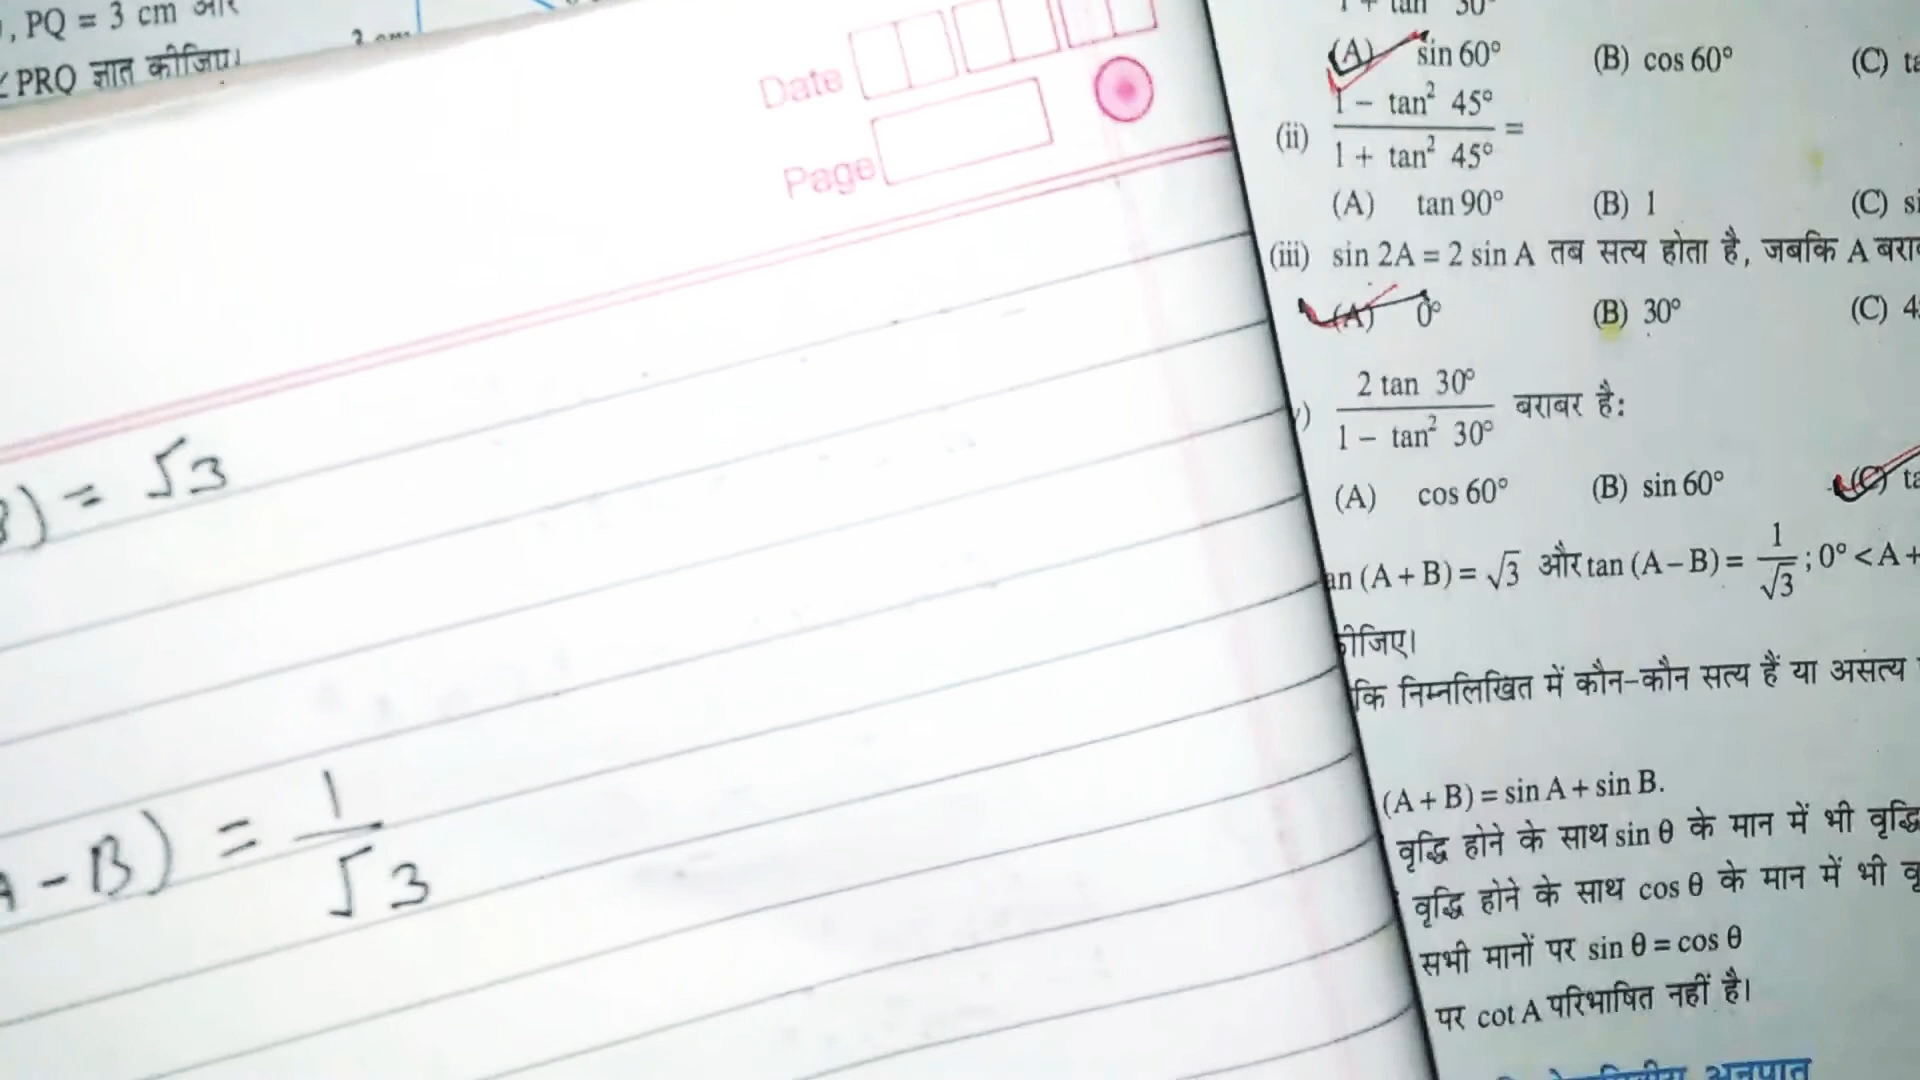 , PQ = 3 cm और
∠PRQ ज्ञात कीजिए।
Date
Page
) = √3
- B) = 1/√3
1 + tan 30°
(A) sin 60° (B) cos 60° (C)
(ii) 1 − tan² 45° / 1 + tan² 45° =
(A) tan 90° (B) 1 (C)
(iii) sin 2A = 2 sin A तब सत्य होता है, जबकि A
(A) 0° (B) 30° (C)
2 tan 30° / 1 − tan² 30° बराबर है:
(A) cos 60° (B) sin 60° (C)
(A + B) = √3 और tan (A – B) = 1/√3 ; 0° < A +
कि निम्नलिखित में कौन-कौन सत्य हैं या असत्य
(A + B) = sin A + sin B.
वृद्धि होने के साथ sin θ के मान में भी वृद्धि
वृद्धि होने के साथ cos θ के मान में भी
सभी मानों पर sin θ = cos θ
पर cot A परिभाषित नहीं है।